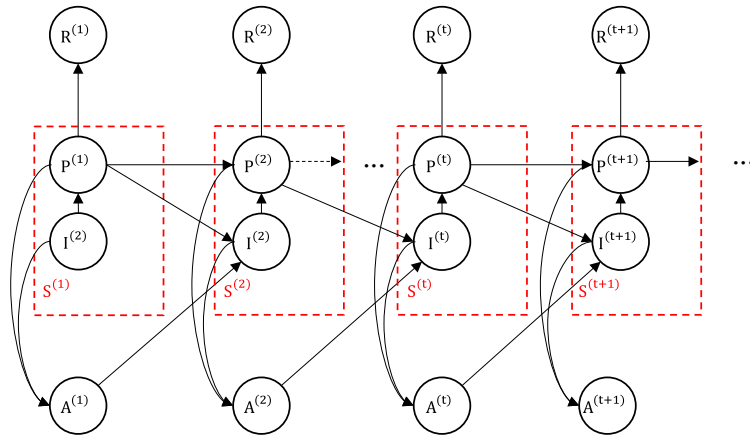 R⁽¹⁾ R⁽²⁾ R⁽ᵗ⁾ R⁽ᵗ⁺¹⁾
P⁽¹⁾ P⁽²⁾ ... P⁽ᵗ⁾ P⁽ᵗ⁺¹⁾ ...
I⁽²⁾ I⁽²⁾ I⁽ᵗ⁾ I⁽ᵗ⁺¹⁾
S⁽¹⁾ S⁽²⁾ S⁽ᵗ⁾ S⁽ᵗ⁺¹⁾
A⁽¹⁾ A⁽²⁾ A⁽ᵗ⁾ A⁽ᵗ⁺¹⁾